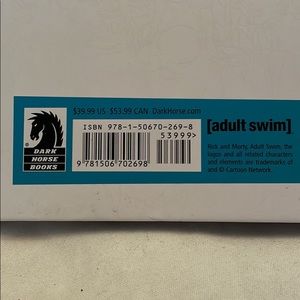 $39.99 US $53.99 CAN DarkHorse.com
ISBN 978-1-50670-269-8
53999>
9 781506 702698
DARK
HORSE
BOOKS
[adult swim]
Rick and Morty, Adult Swim, the
logos and all related characters
and elements are trademarks of
and © Cartoon Network.